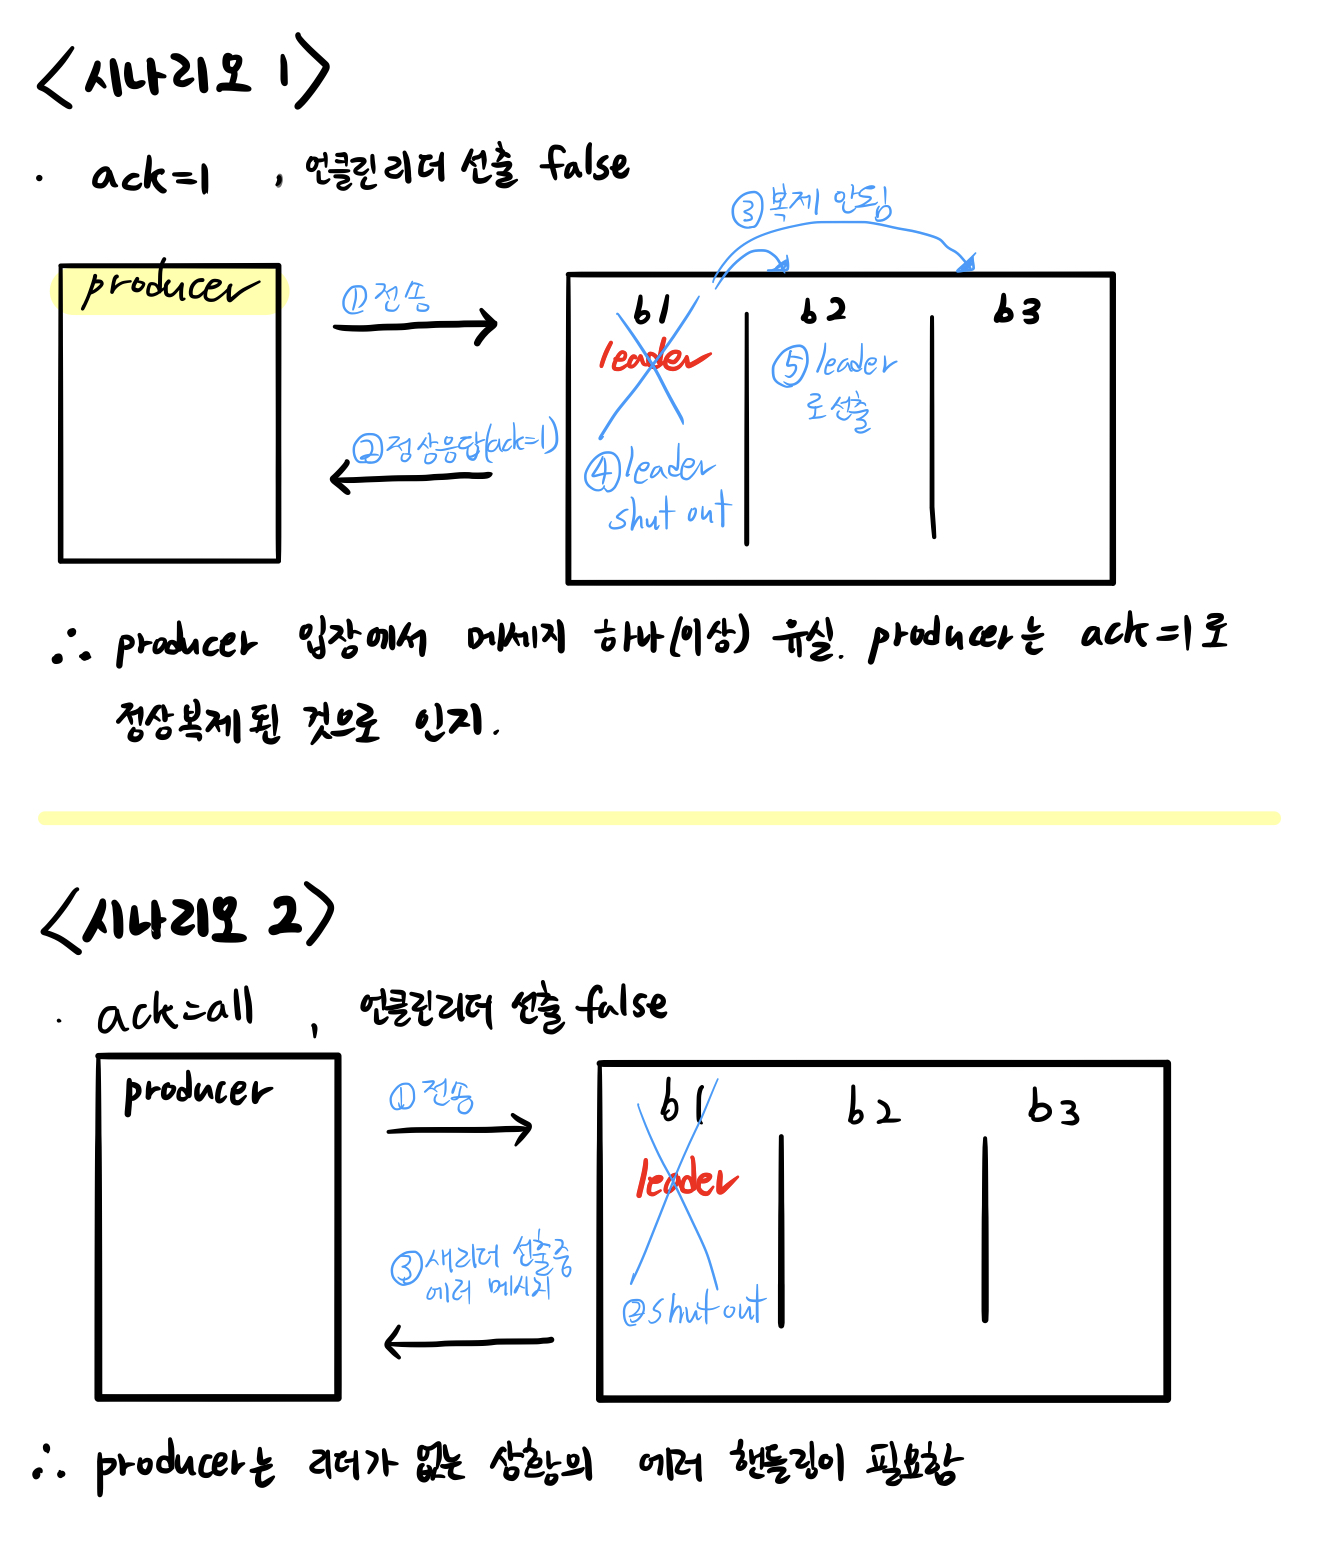 <시나리오 1>
· ack=1 , 언클린리더 선출 false
③복제 안됨
producer
①전송
b1
b2
b3
leader
⑤leader
로 선출
②정상응답(ack=1)
④leader
shut out
∴ producer 입장에서 메세지 하나(이상) 유실. producer는 ack=1로
정상복제된 것으로 인지.
<시나리오 2>
· ack=all , 언클린리더 선출 false
producer
①전송
b1
b2
b3
leader
③새리더 선출중
에러 메시지
②shut out
∴ producer는 리더가 없는 상황의 에러 핸들링이 필요함